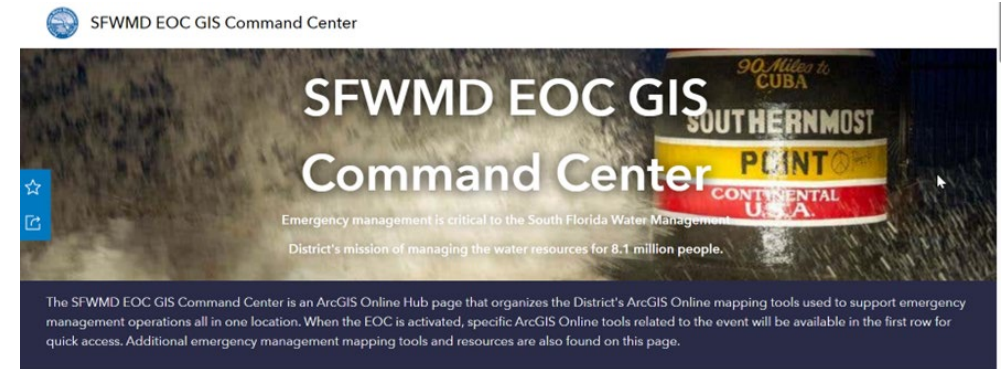 SFWMD EOC GIS Command Center
SFWMD EOC GIS
Command Center
Emergency management is critical to the South Florida Water Management
District's mission of managing the water resources for 8.1 million people.
90 Miles to
CUBA
SOUTHERNMOST
POINT
CONTINENTAL
U.S.A.
The SFWMD EOC GIS Command Center is an ArcGIS Online Hub page that organizes the District's ArcGIS Online mapping tools used to support emergency
management operations all in one location. When the EOC is activated, specific ArcGIS Online tools related to the event will be available in the first row for
quick access. Additional emergency management mapping tools and resources are also found on this page.